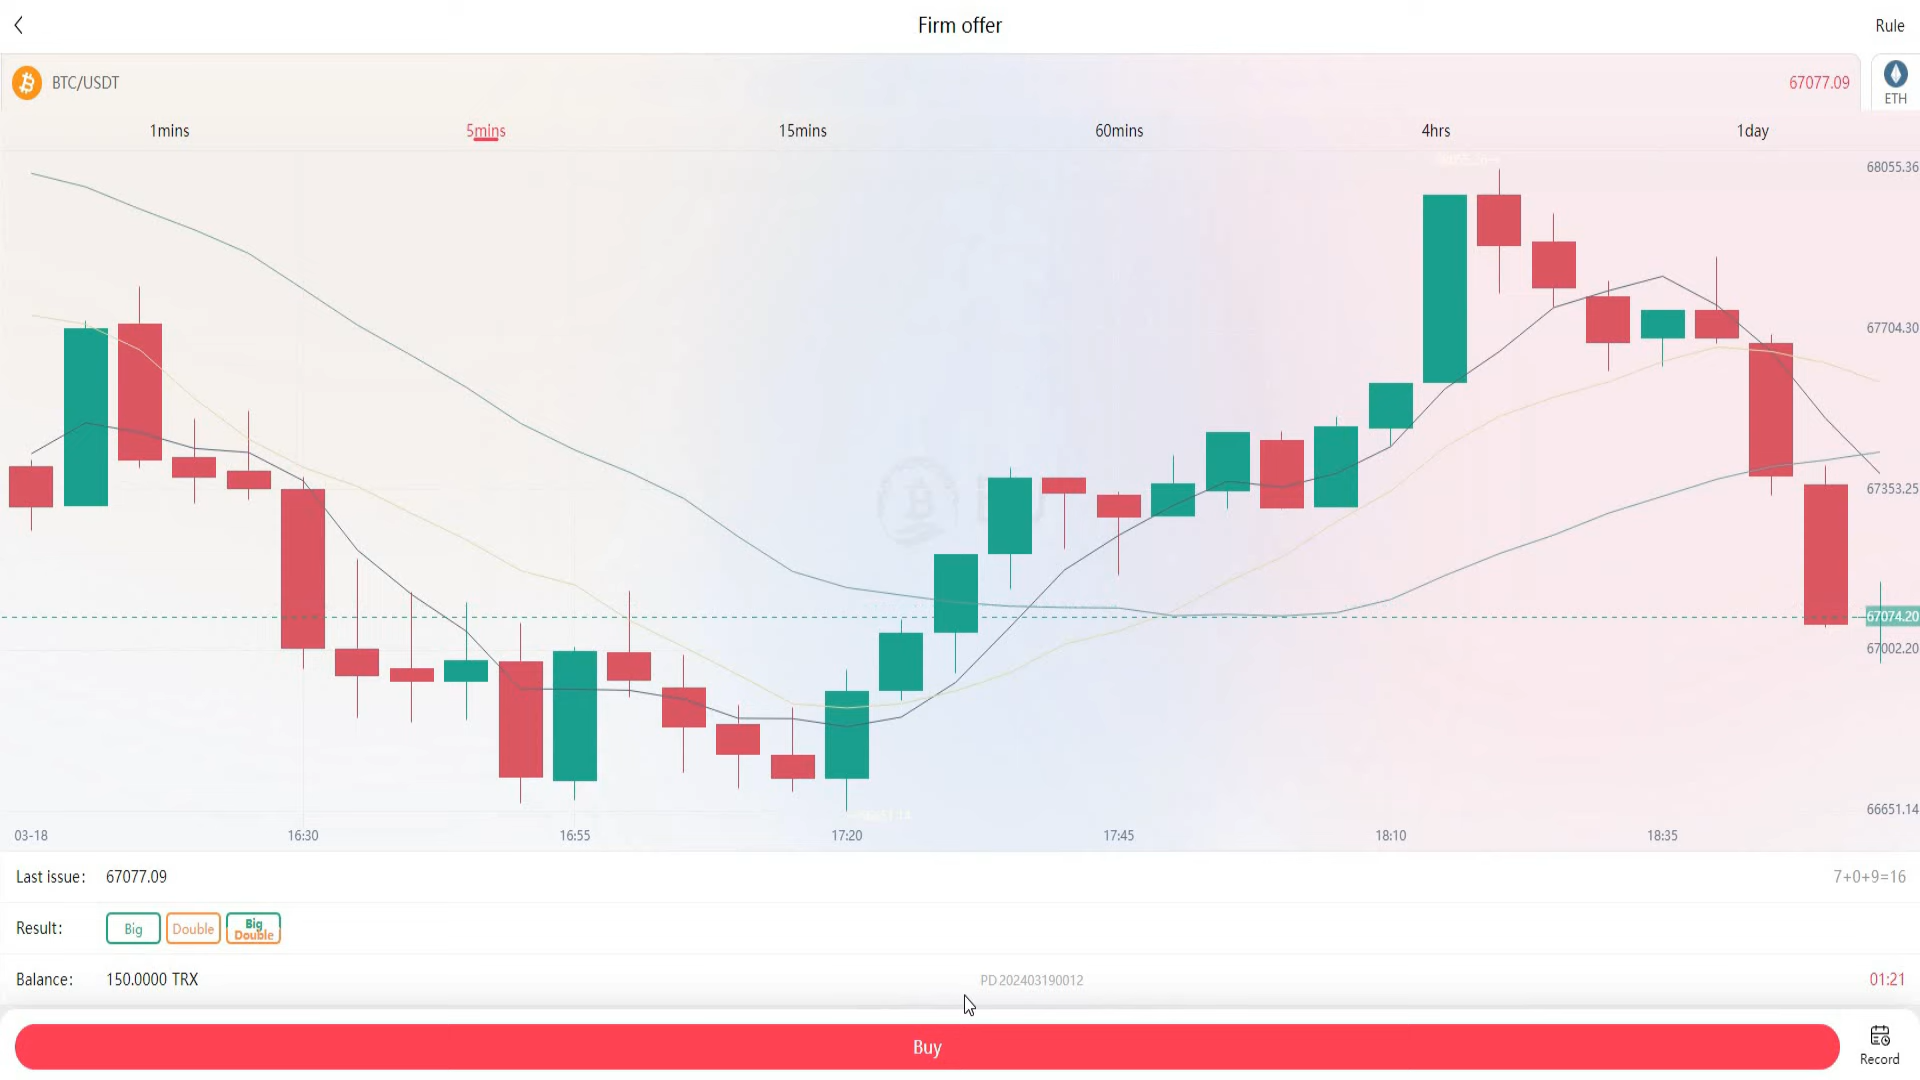 Firm offer
Rule
BTC/USDT
67077.09
ETH
1mins
5mins
15mins
60mins
4hrs
1day
68055.36
67704.30
67353.25
67074.20
67002.20
66651.14
03-18
16:30
16:55
17:20
17:45
18:10
18:35
Last issue: 67077.09
7+0+9=16
Result: Big Double Big Double
Balance: 150.0000 TRX
PD202403190012
01:21
Buy
Record